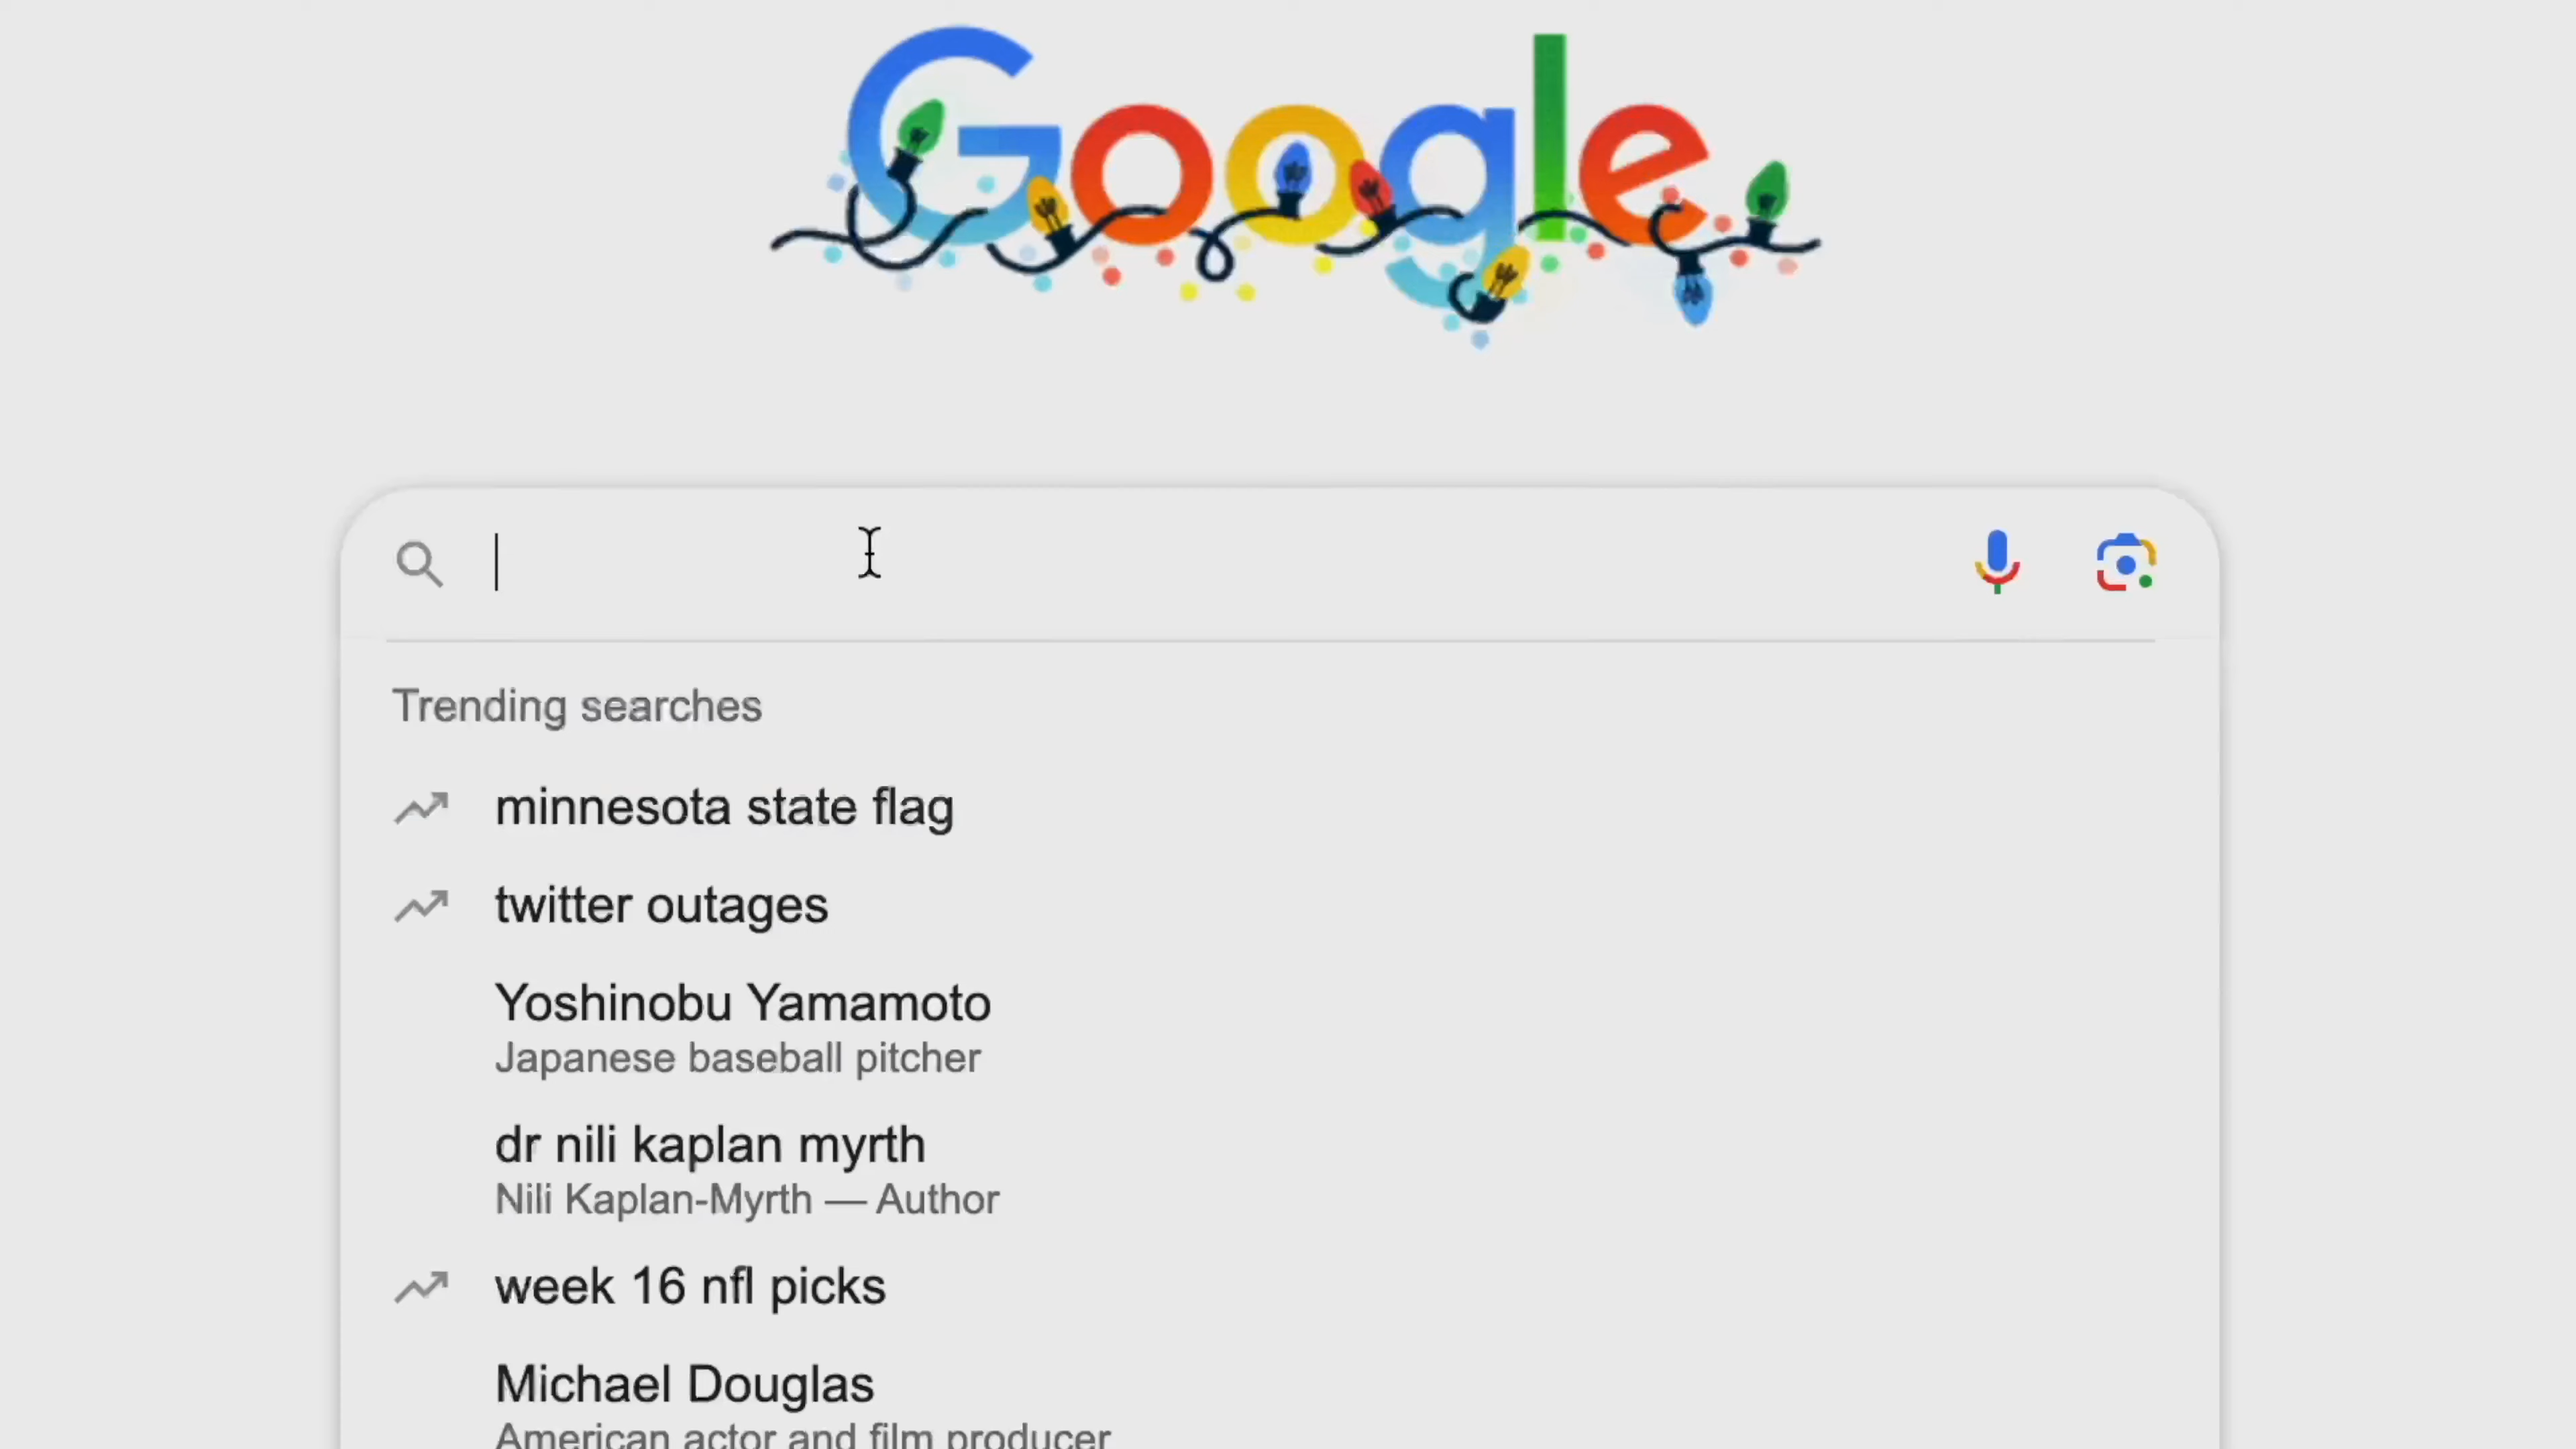 Google
Trending searches
minnesota state flag
twitter outages
Yoshinobu Yamamoto
Japanese baseball pitcher
dr nili kaplan myrth
Nili Kaplan-Myrth — Author
week 16 nfl picks
Michael Douglas
American actor and film producer